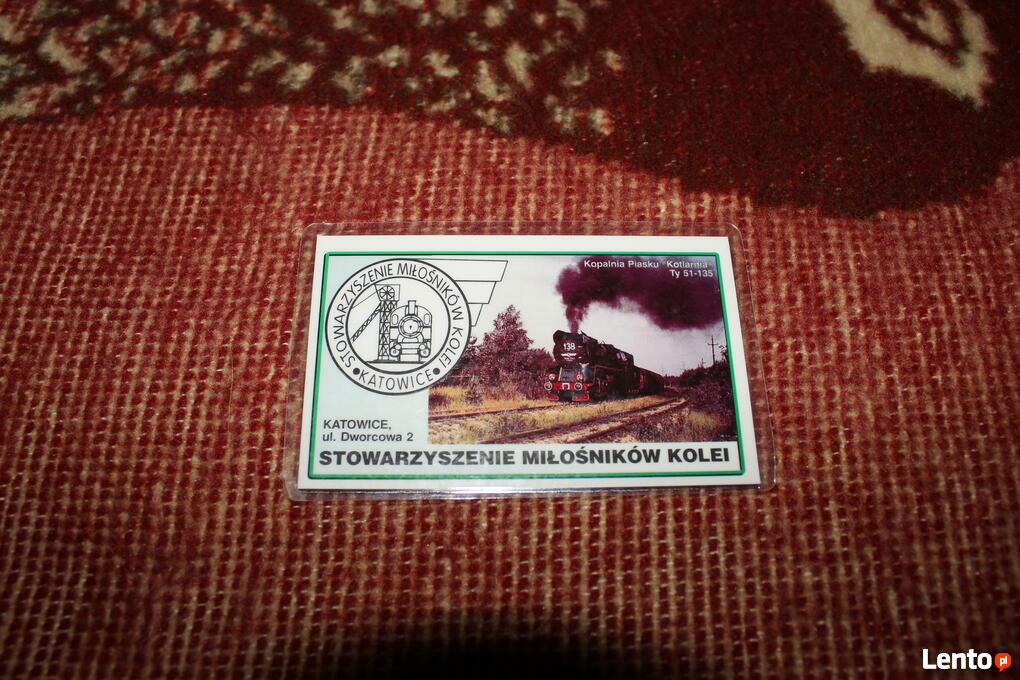 Kopalnia Piasku "Kotlarnia"
Ty 51-135
STOWARZYSZENIE MIŁOŚNIKÓW KOLEI
• KATOWICE •
138
KATOWICE,
ul. Dworcowa 2
STOWARZYSZENIE MIŁOŚNIKÓW KOLEI
Lento pl